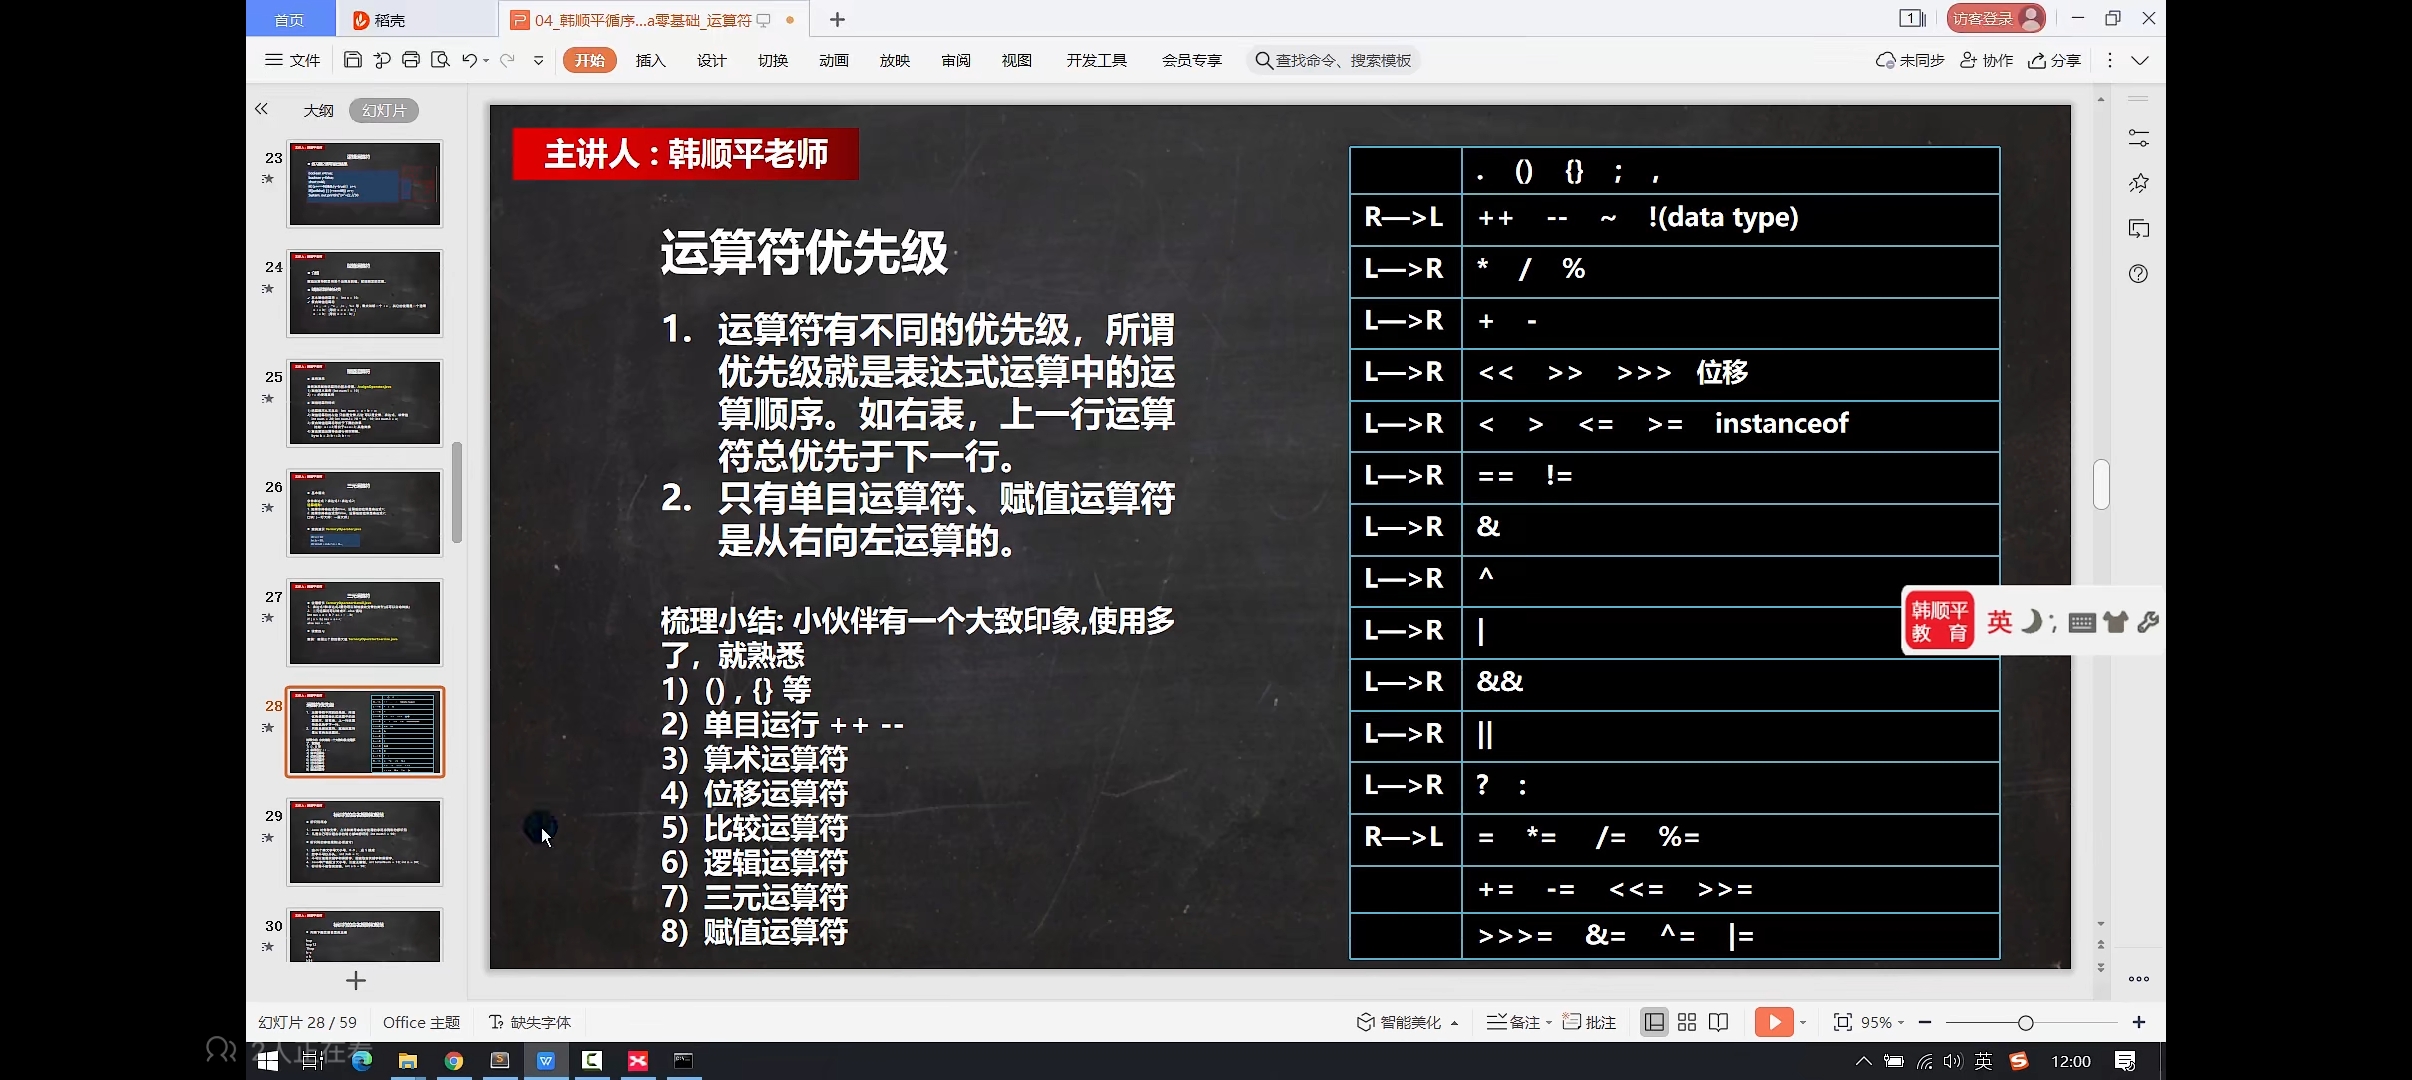 首页
稻壳
04_韩顺平循序...a零基础_运算符
访客登录
文件
开始
插入
设计
切换
动画
放映
审阅
视图
开发工具
会员专享
查找命令、搜索模板
未同步
协作
分享
大纲
幻灯片
23
24
25
26
27
28
29
30
主讲人：韩顺平老师
运算符优先级
1. 运算符有不同的优先级，所谓
优先级就是表达式运算中的运
算顺序。如右表，上一行运算
符总优先于下一行。
2. 只有单目运算符、赋值运算符
是从右向左运算的。
梳理小结: 小伙伴有一个大致印象,使用多
了，就熟悉
1) () , {} 等
2) 单目运行 ++ --
3) 算术运算符
4) 位移运算符
5) 比较运算符
6) 逻辑运算符
7) 三元运算符
8) 赋值运算符
. () {} ; ,
R—>L ++ -- ~ !(data type)
L—>R * / %
L—>R + -
L—>R << >> >>> 位移
L—>R < > <= >= instanceof
L—>R == !=
L—>R &
L—>R ^
L—>R |
L—>R &&
L—>R ||
L—>R ? :
R—>L = *= /= %=
+= -= <<= >>=
>>>= &= ^= |=
韩顺平
教 育
英
幻灯片 28 / 59
Office 主题
缺失字体
智能美化
备注
批注
95%
2人正在看
英
12:00